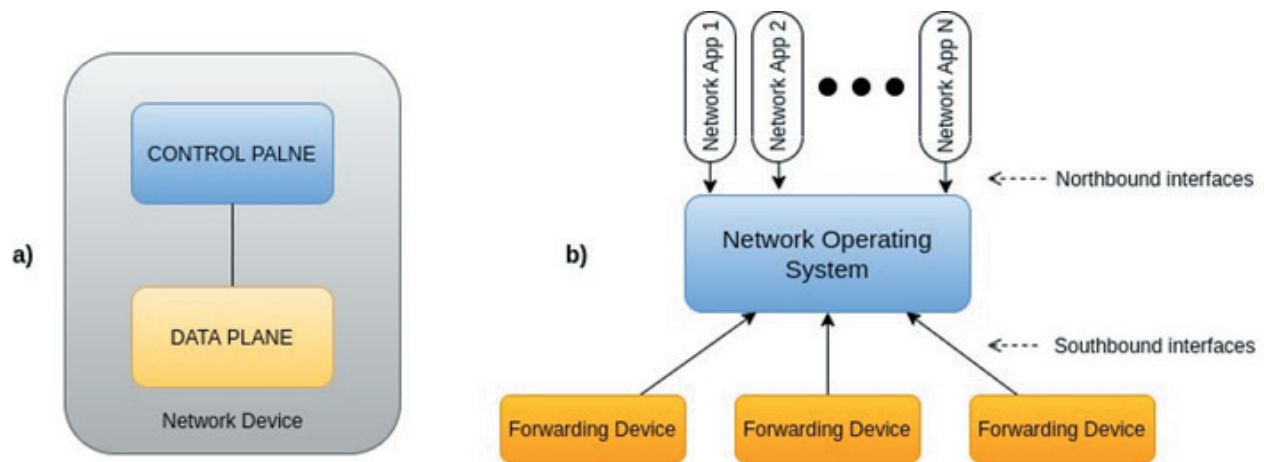 a)
CONTROL PALNE
DATA PLANE
Network Device
b)
Network App 1
Network App 2
Network App N
Northbound interfaces
Network Operating
System
Southbound interfaces
Forwarding Device
Forwarding Device
Forwarding Device